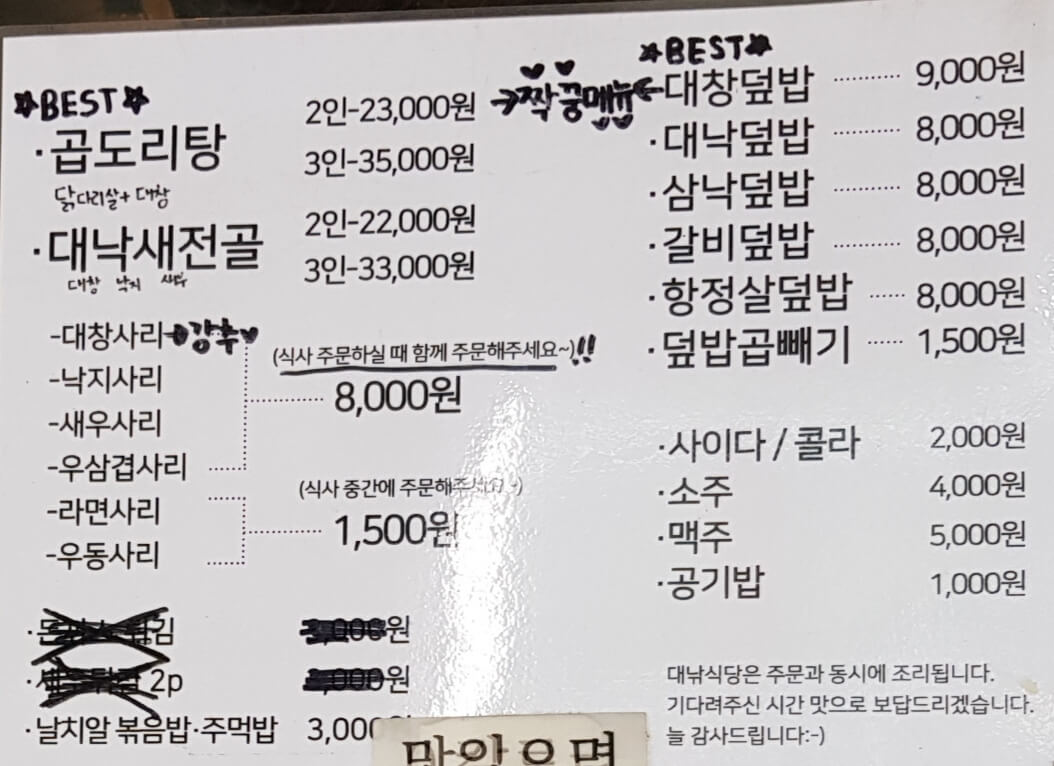 ☆BEST☆
·곱도리탕
닭다리살+대창
2인-23,000원
3인-35,000원
·대낙새전골
대창 낙지 새우
2인-22,000원
3인-33,000원
-대창사리 강추
-낙지사리
-새우사리
-우삼겹사리
(식사 주문하실 때 함께 주문해주세요~)!!
8,000원
-라면사리
-우동사리
(식사 중간에 주문해주세요~)
1,500원
원
2p
원
·날치알 볶음밥·주먹밥 3,000
☆BEST☆
→짝꿍메뉴←
·대창덮밥 ············ 9,000원
·대낙덮밥 ············ 8,000원
·삼낙덮밥 ············ 8,000원
·갈비덮밥 ············ 8,000원
·항정살덮밥 ······ 8,000원
·덮밥곱빼기 ······ 1,500원
·사이다 / 콜라 2,000원
·소주 4,000원
·맥주 5,000원
·공기밥 1,000원
대낚식당은 주문과 동시에 조리됩니다.
기다려주신 시간 맛으로 보답드리겠습니다.
늘 감사드립니다:-)